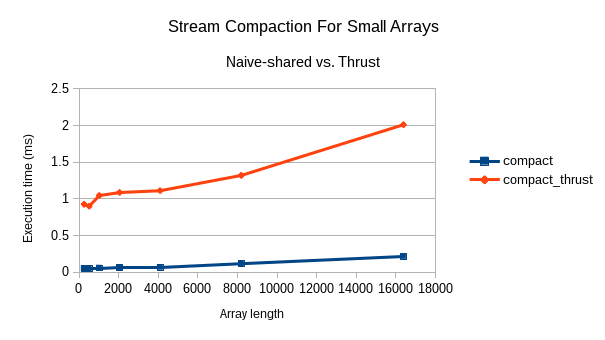 Stream Compaction For Small Arrays
Naive-shared vs. Thrust
2.5
2
1.5
1
0.5
0
Execution time (ms)
0 2000 4000 6000 8000 10000 12000 14000 16000 18000
Array length
compact
compact_thrust